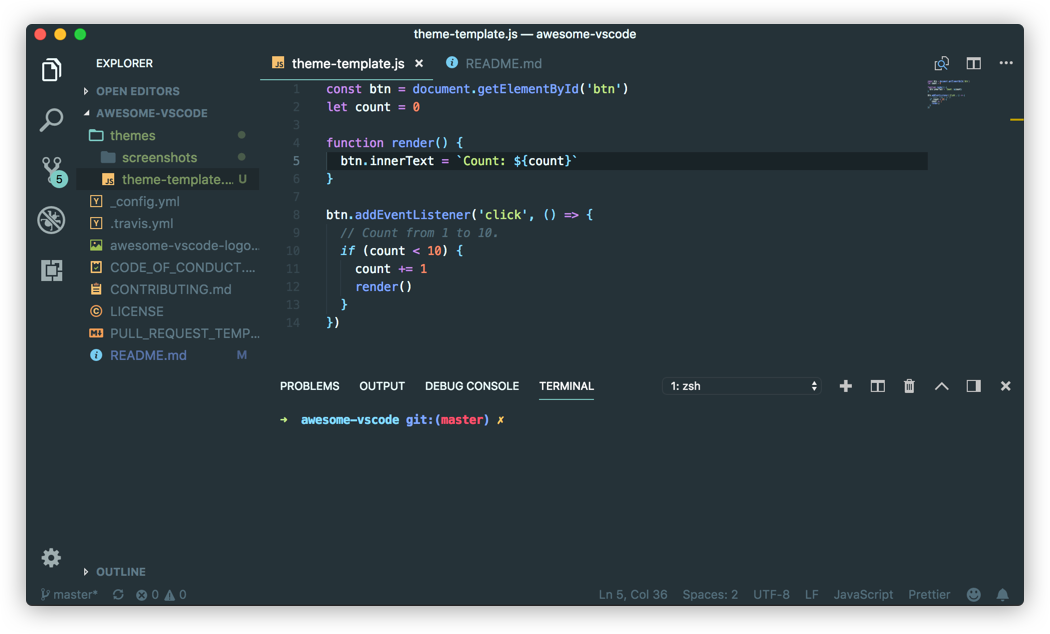 theme-template.js — awesome-vscode
EXPLORER
OPEN EDITORS
AWESOME-VSCODE
themes
screenshots
theme-template.... U
_config.yml
.travis.yml
awesome-vscode-logo...
CODE_OF_CONDUCT....
CONTRIBUTING.md
LICENSE
PULL_REQUEST_TEMP...
README.md M
OUTLINE
5
JS theme-template.js ×
README.md
1 const btn = document.getElementById('btn')
2 let count = 0
3
4 function render() {
5 btn.innerText = `Count: ${count}`
6 }
7
8 btn.addEventListener('click', () => {
9 // Count from 1 to 10.
10 if (count < 10) {
11 count += 1
12 render()
13 }
14 })
PROBLEMS OUTPUT DEBUG CONSOLE TERMINAL 1: zsh
→ awesome-vscode git:(master) ✗
master* 0 0 Ln 5, Col 36 Spaces: 2 UTF-8 LF JavaScript Prettier